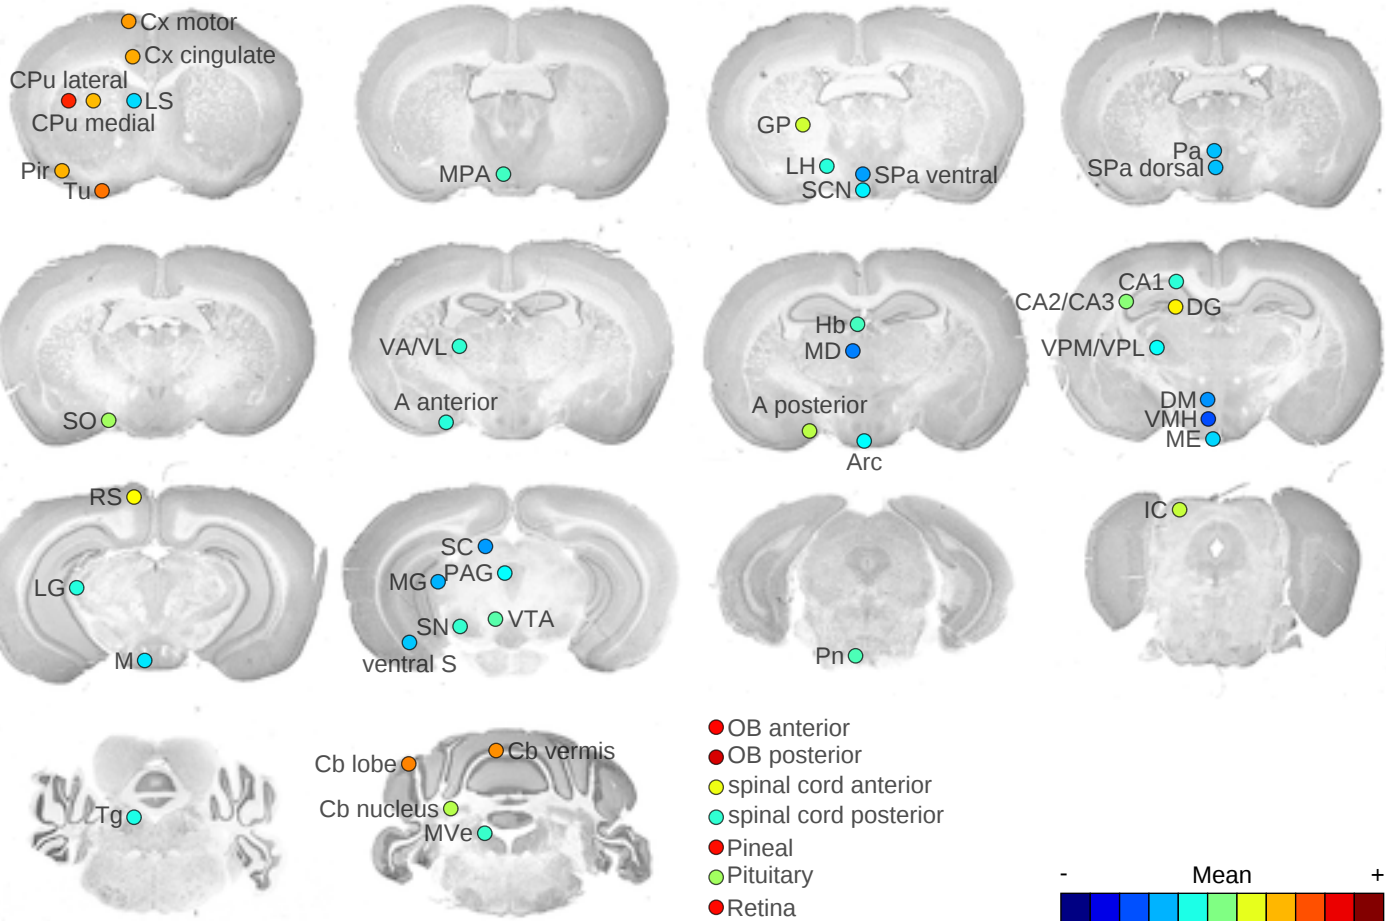 Cx motor
Cx cingulate
CPu lateral
LS
CPu medial
Pir
Tu
MPA
GP
LH
SPa ventral
SCN
Pa
SPa dorsal
SO
VA/VL
A anterior
Hb
MD
A posterior
Arc
CA1
CA2/CA3
DG
VPM/VPL
DM
VMH
ME
RS
LG
M
SC
MG
PAG
SN
VTA
ventral S
Pn
IC
Tg
Cb lobe
Cb vermis
Cb nucleus
MVe
OB anterior
OB posterior
spinal cord anterior
spinal cord posterior
Pineal
Pituitary
Retina
- Mean +